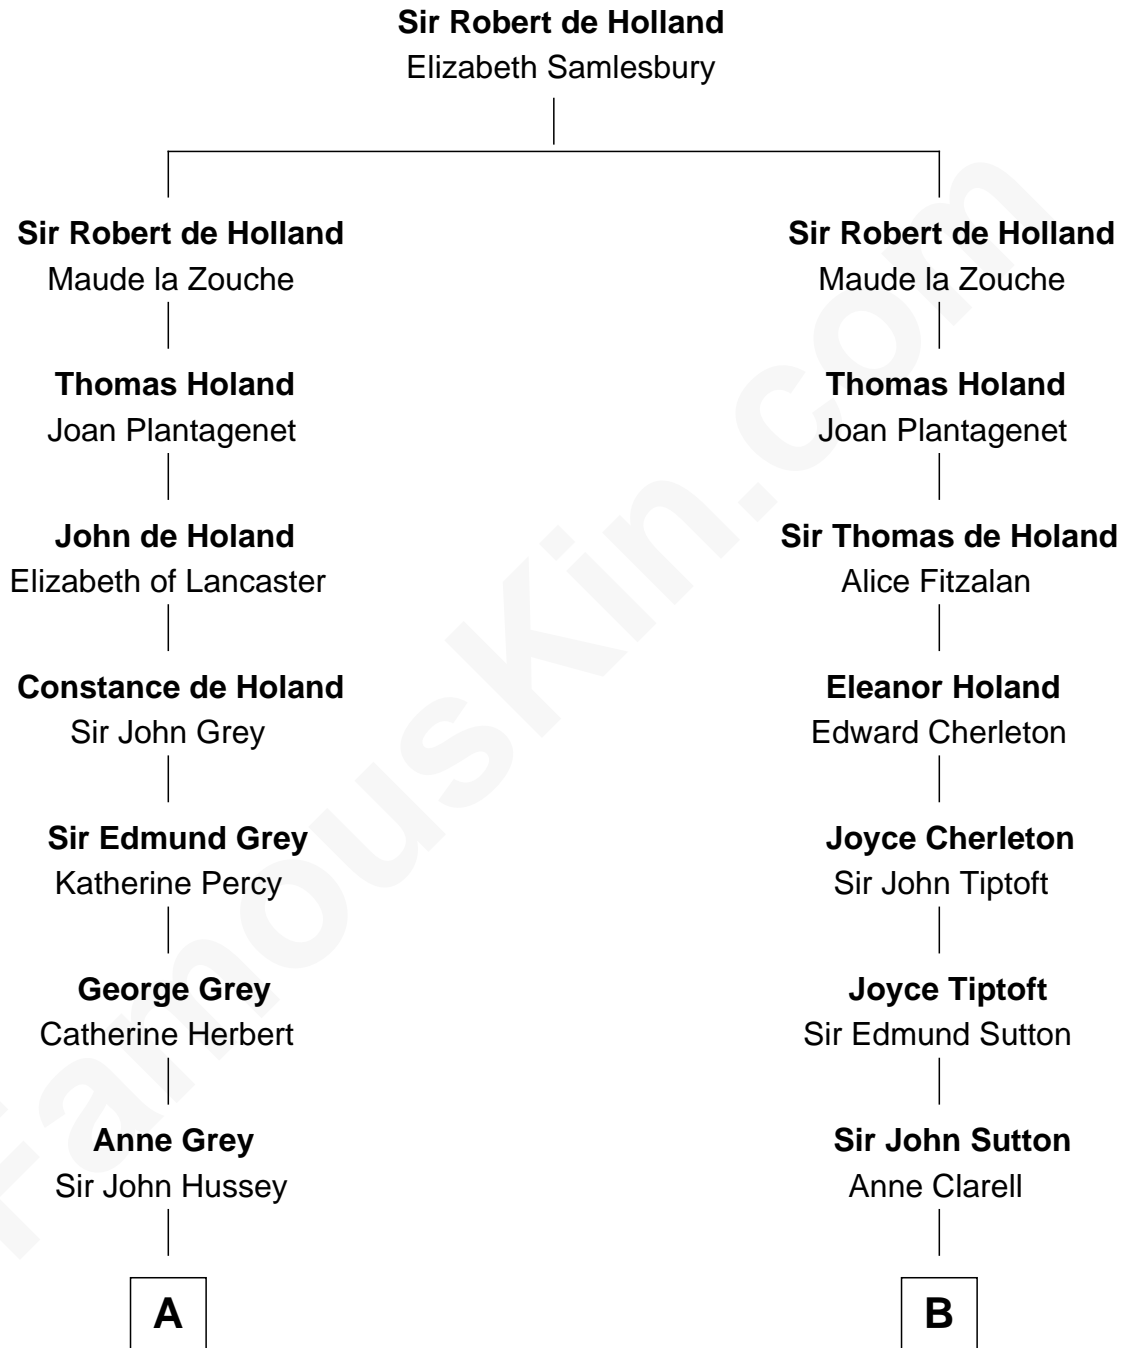 Sir Robert de Holland
Elizabeth Samlesbury
Sir Robert de Holland
Maude la Zouche
Sir Robert de Holland
Maude la Zouche
Thomas Holand
Joan Plantagenet
Thomas Holand
Joan Plantagenet
John de Holand
Elizabeth of Lancaster
Sir Thomas de Holand
Alice Fitzalan
Constance de Holand
Sir John Grey
Eleanor Holand
Edward Cherleton
Sir Edmund Grey
Katherine Percy
Joyce Cherleton
Sir John Tiptoft
George Grey
Catherine Herbert
Joyce Tiptoft
Sir Edmund Sutton
Anne Grey
Sir John Hussey
Sir John Sutton
Anne Clarell
A
B
FamousKin.com